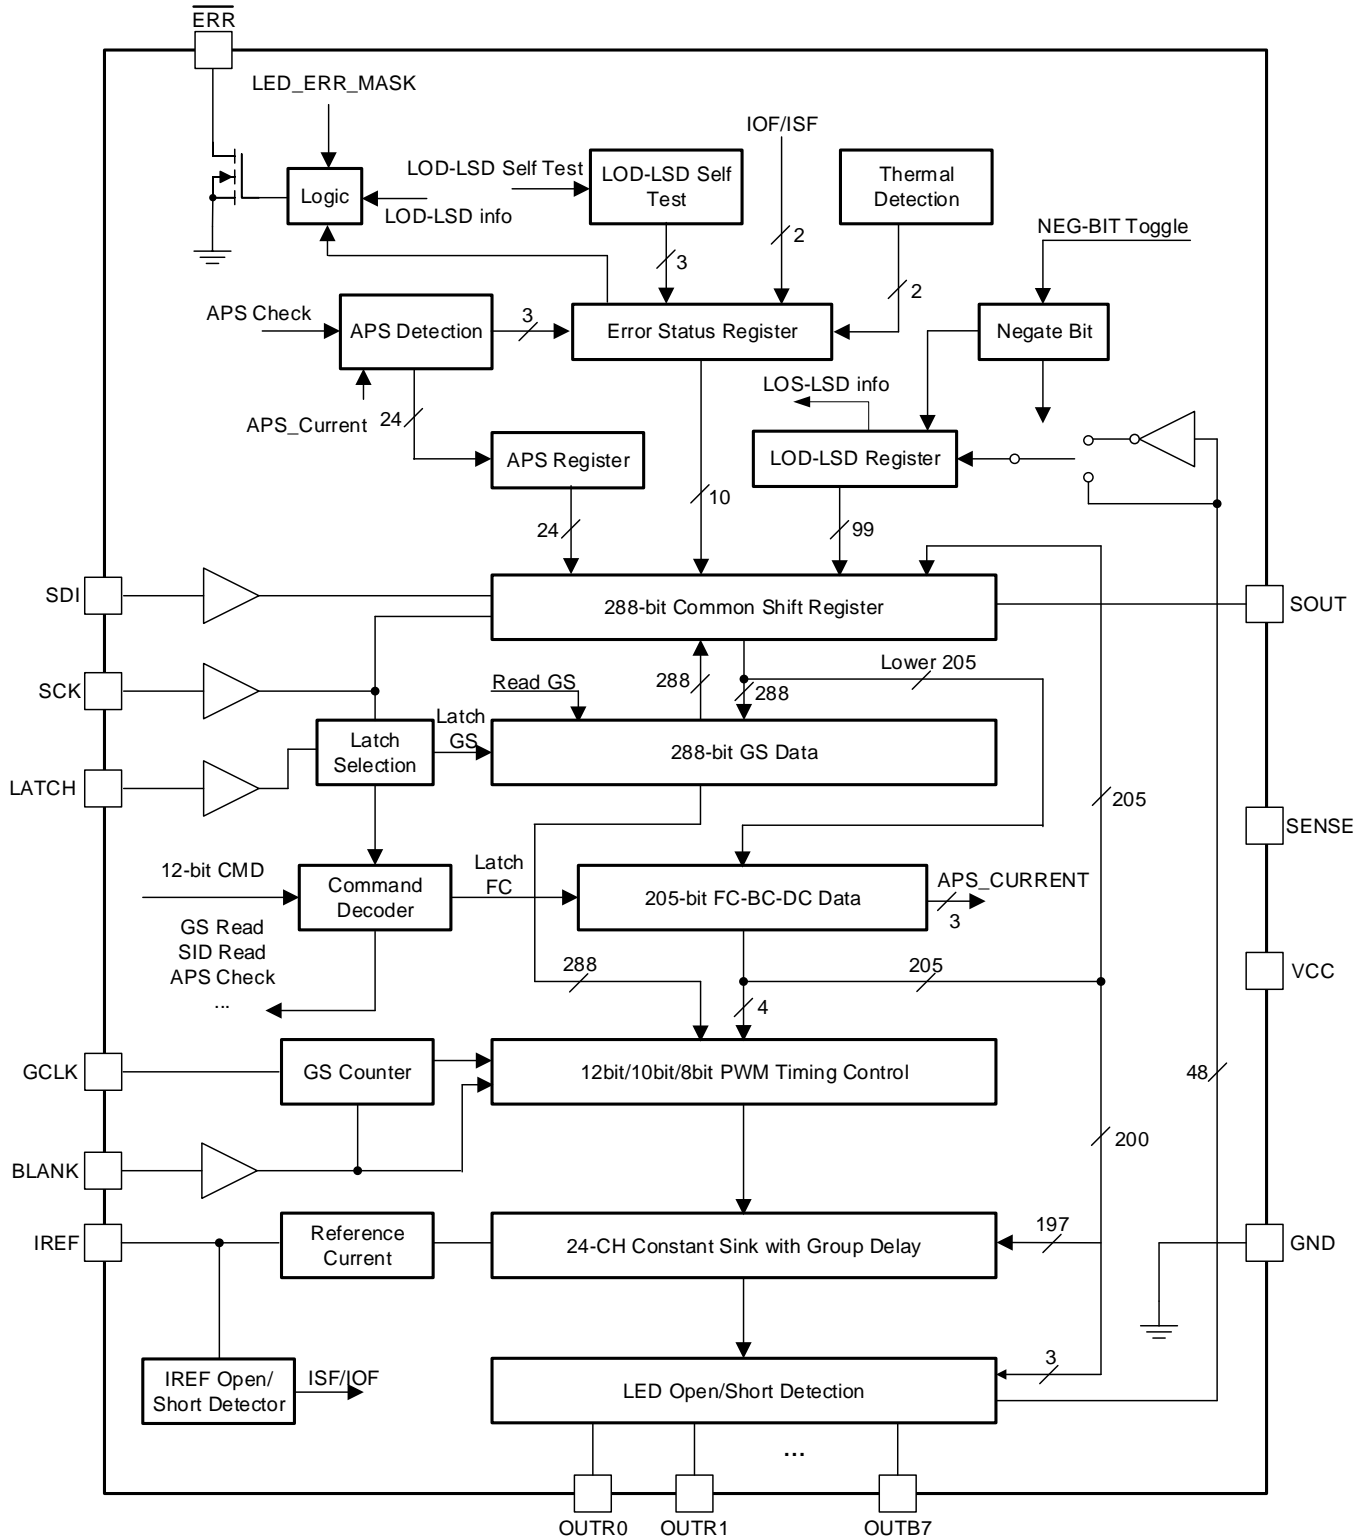 ERR
LED_ERR_MASK
IOF/ISF
LOD-LSD Self Test
LOD-LSD Self
Test
Thermal
Detection
Logic
LOD-LSD info
NEG-BIT Toggle
3
2
2
APS Check
APS Detection
3
Error Status Register
Negate Bit
LOS-LSD info
APS_Current
24
APS Register
LOD-LSD Register
10
24
99
SDI
288-bit Common Shift Register
SOUT
Lower 205
SCK
Read GS
288
288
Latch
GS
Latch
Selection
288-bit GS Data
LATCH
205
SENSE
12-bit CMD
Latch
FC
Command
Decoder
205-bit FC-BC-DC Data
APS_CURRENT
3
GS Read
SID Read
APS Check
...
288
205
VCC
4
GCLK
GS Counter
12bit/10bit/8bit PWM Timing Control
48
200
BLANK
IREF
Reference
Current
24-CH Constant Sink with Group Delay
197
GND
3
IREF Open/
Short Detector
ISF/IOF
LED Open/Short Detection
...
OUTR0
OUTR1
OUTB7